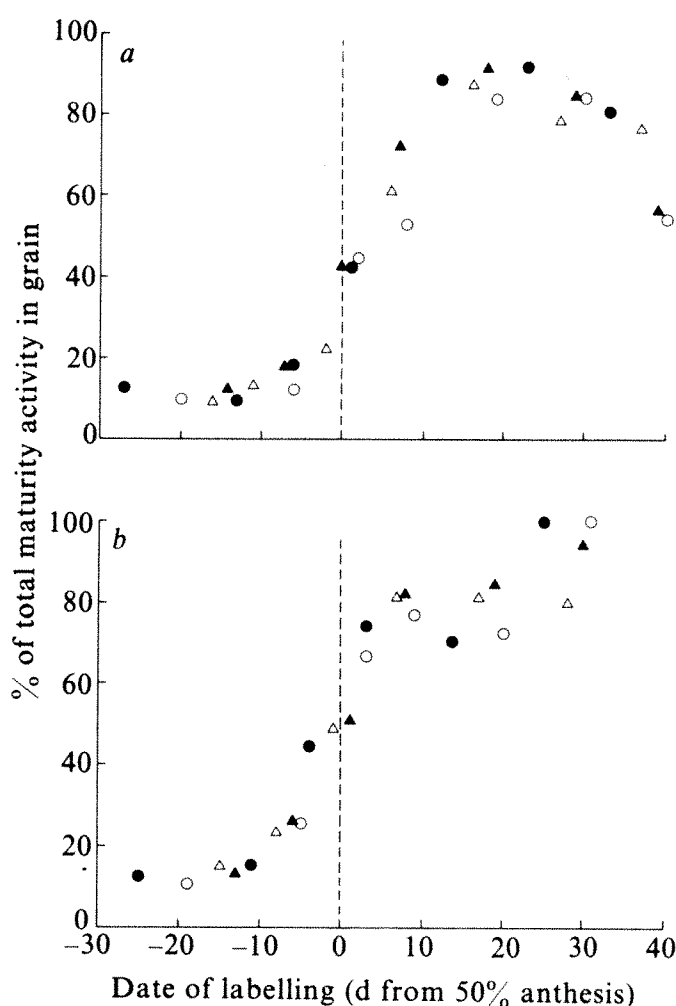 100
a
80
60
40
20
0
100
b
80
60
40
20
0
% of total maturity activity in grain
–30 –20 –10 0 10 20 30 40
Date of labelling (d from 50% anthesis)